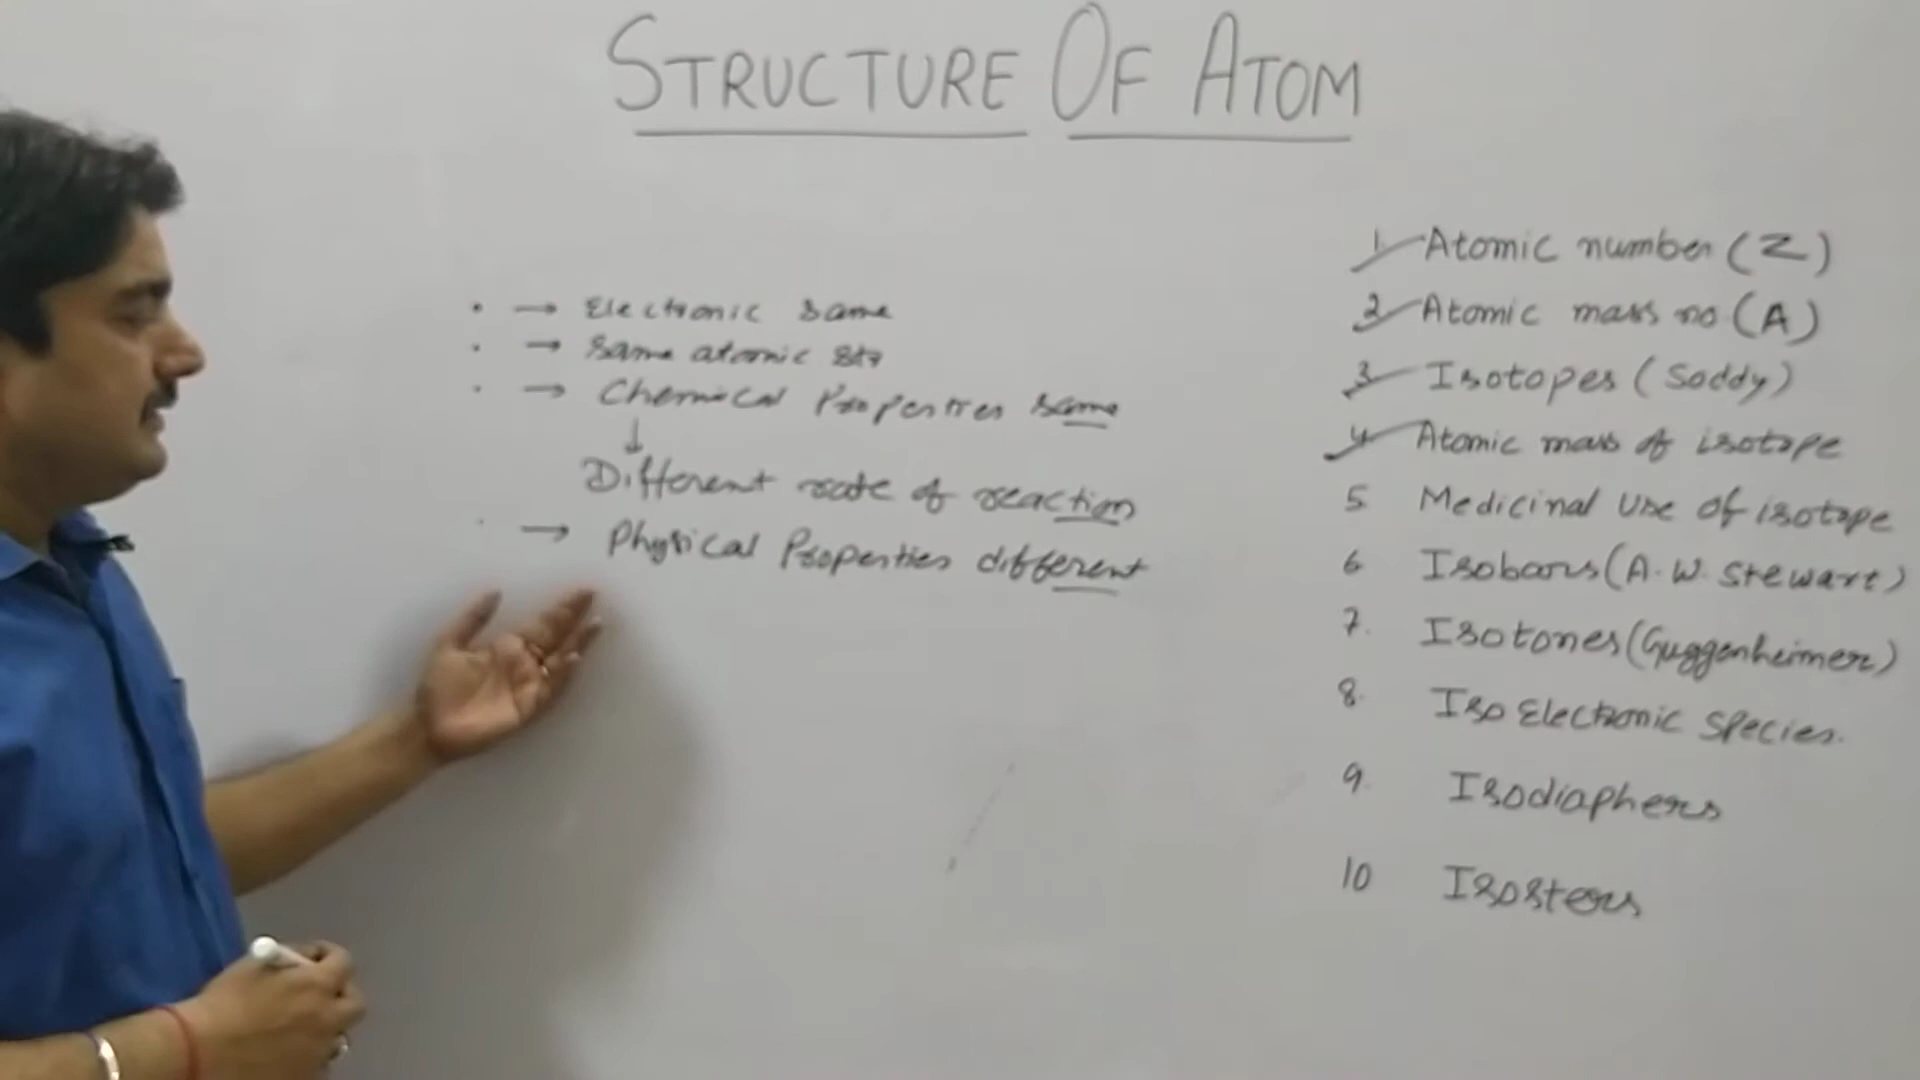 STRUCTURE OF ATOM
· → Electronic same
· → same atomic str
· → Chemical Properties same
↓
Different rate of reaction
· → Physical Properties different
1 Atomic number (Z)
2 Atomic mass no (A)
3 Isotopes (Soddy)
4 Atomic mass of isotope
5 Medicinal Use of isotope
6 Isobars (A.W. Stewart)
7. Isotones (Guggenheimer)
8. Iso Electronic Species.
9. Isodiaphers
10 Isosters